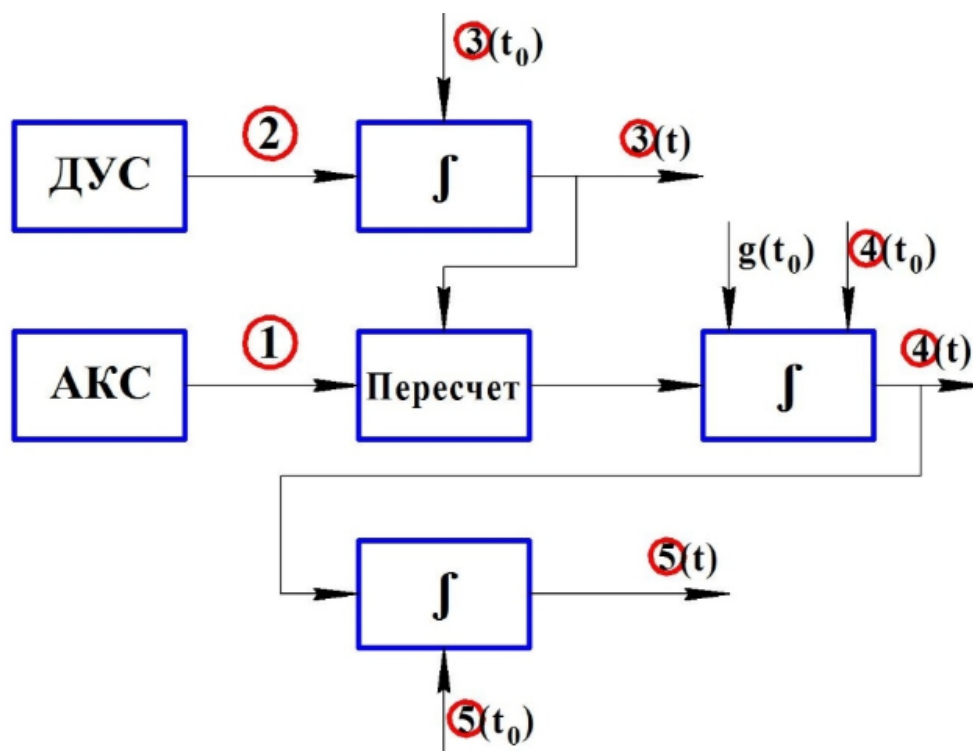 3(t₀)
ДУС
2
∫
3(t)
g(t₀)
4(t₀)
АКС
1
Пересчет
∫
4(t)
∫
5(t)
5(t₀)